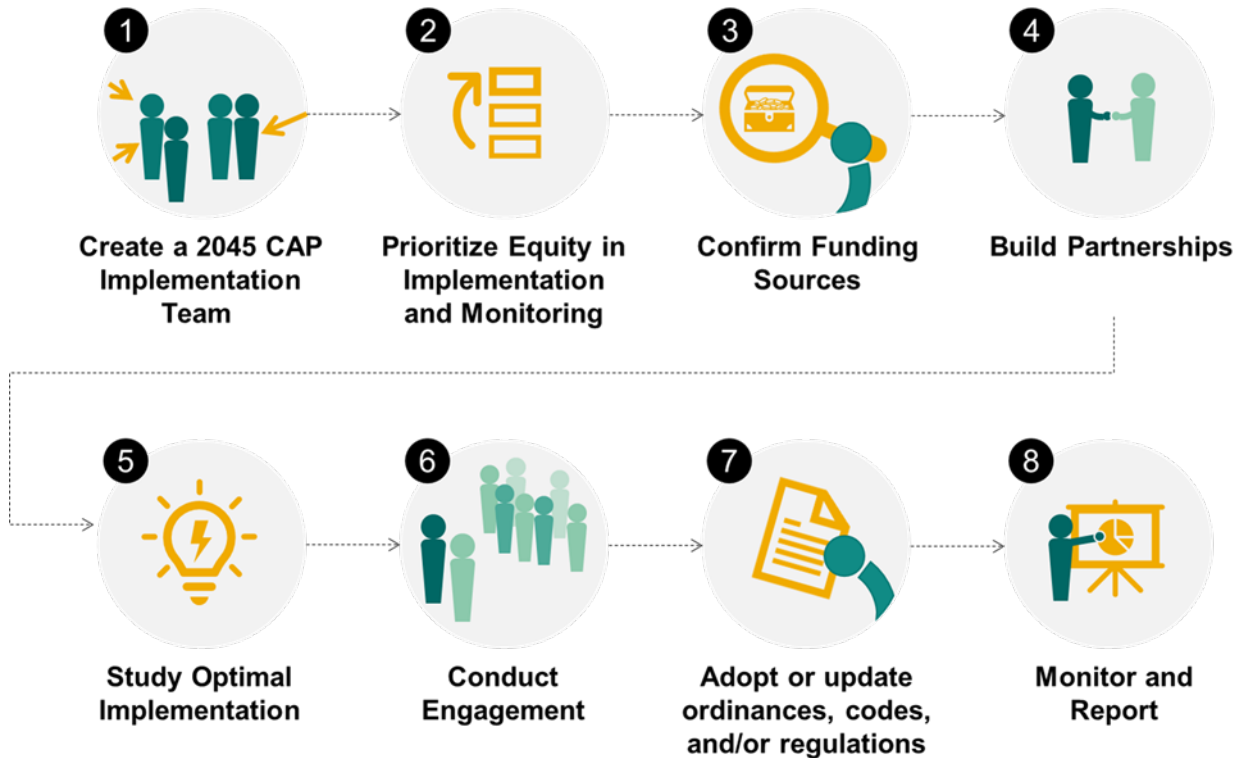 1
Create a 2045 CAP
Implementation
Team
2
Prioritize Equity in
Implementation
and Monitoring
3
Confirm Funding
Sources
4
Build Partnerships
5
Study Optimal
Implementation
6
Conduct
Engagement
7
Adopt or update
ordinances, codes,
and/or regulations
8
Monitor and
Report